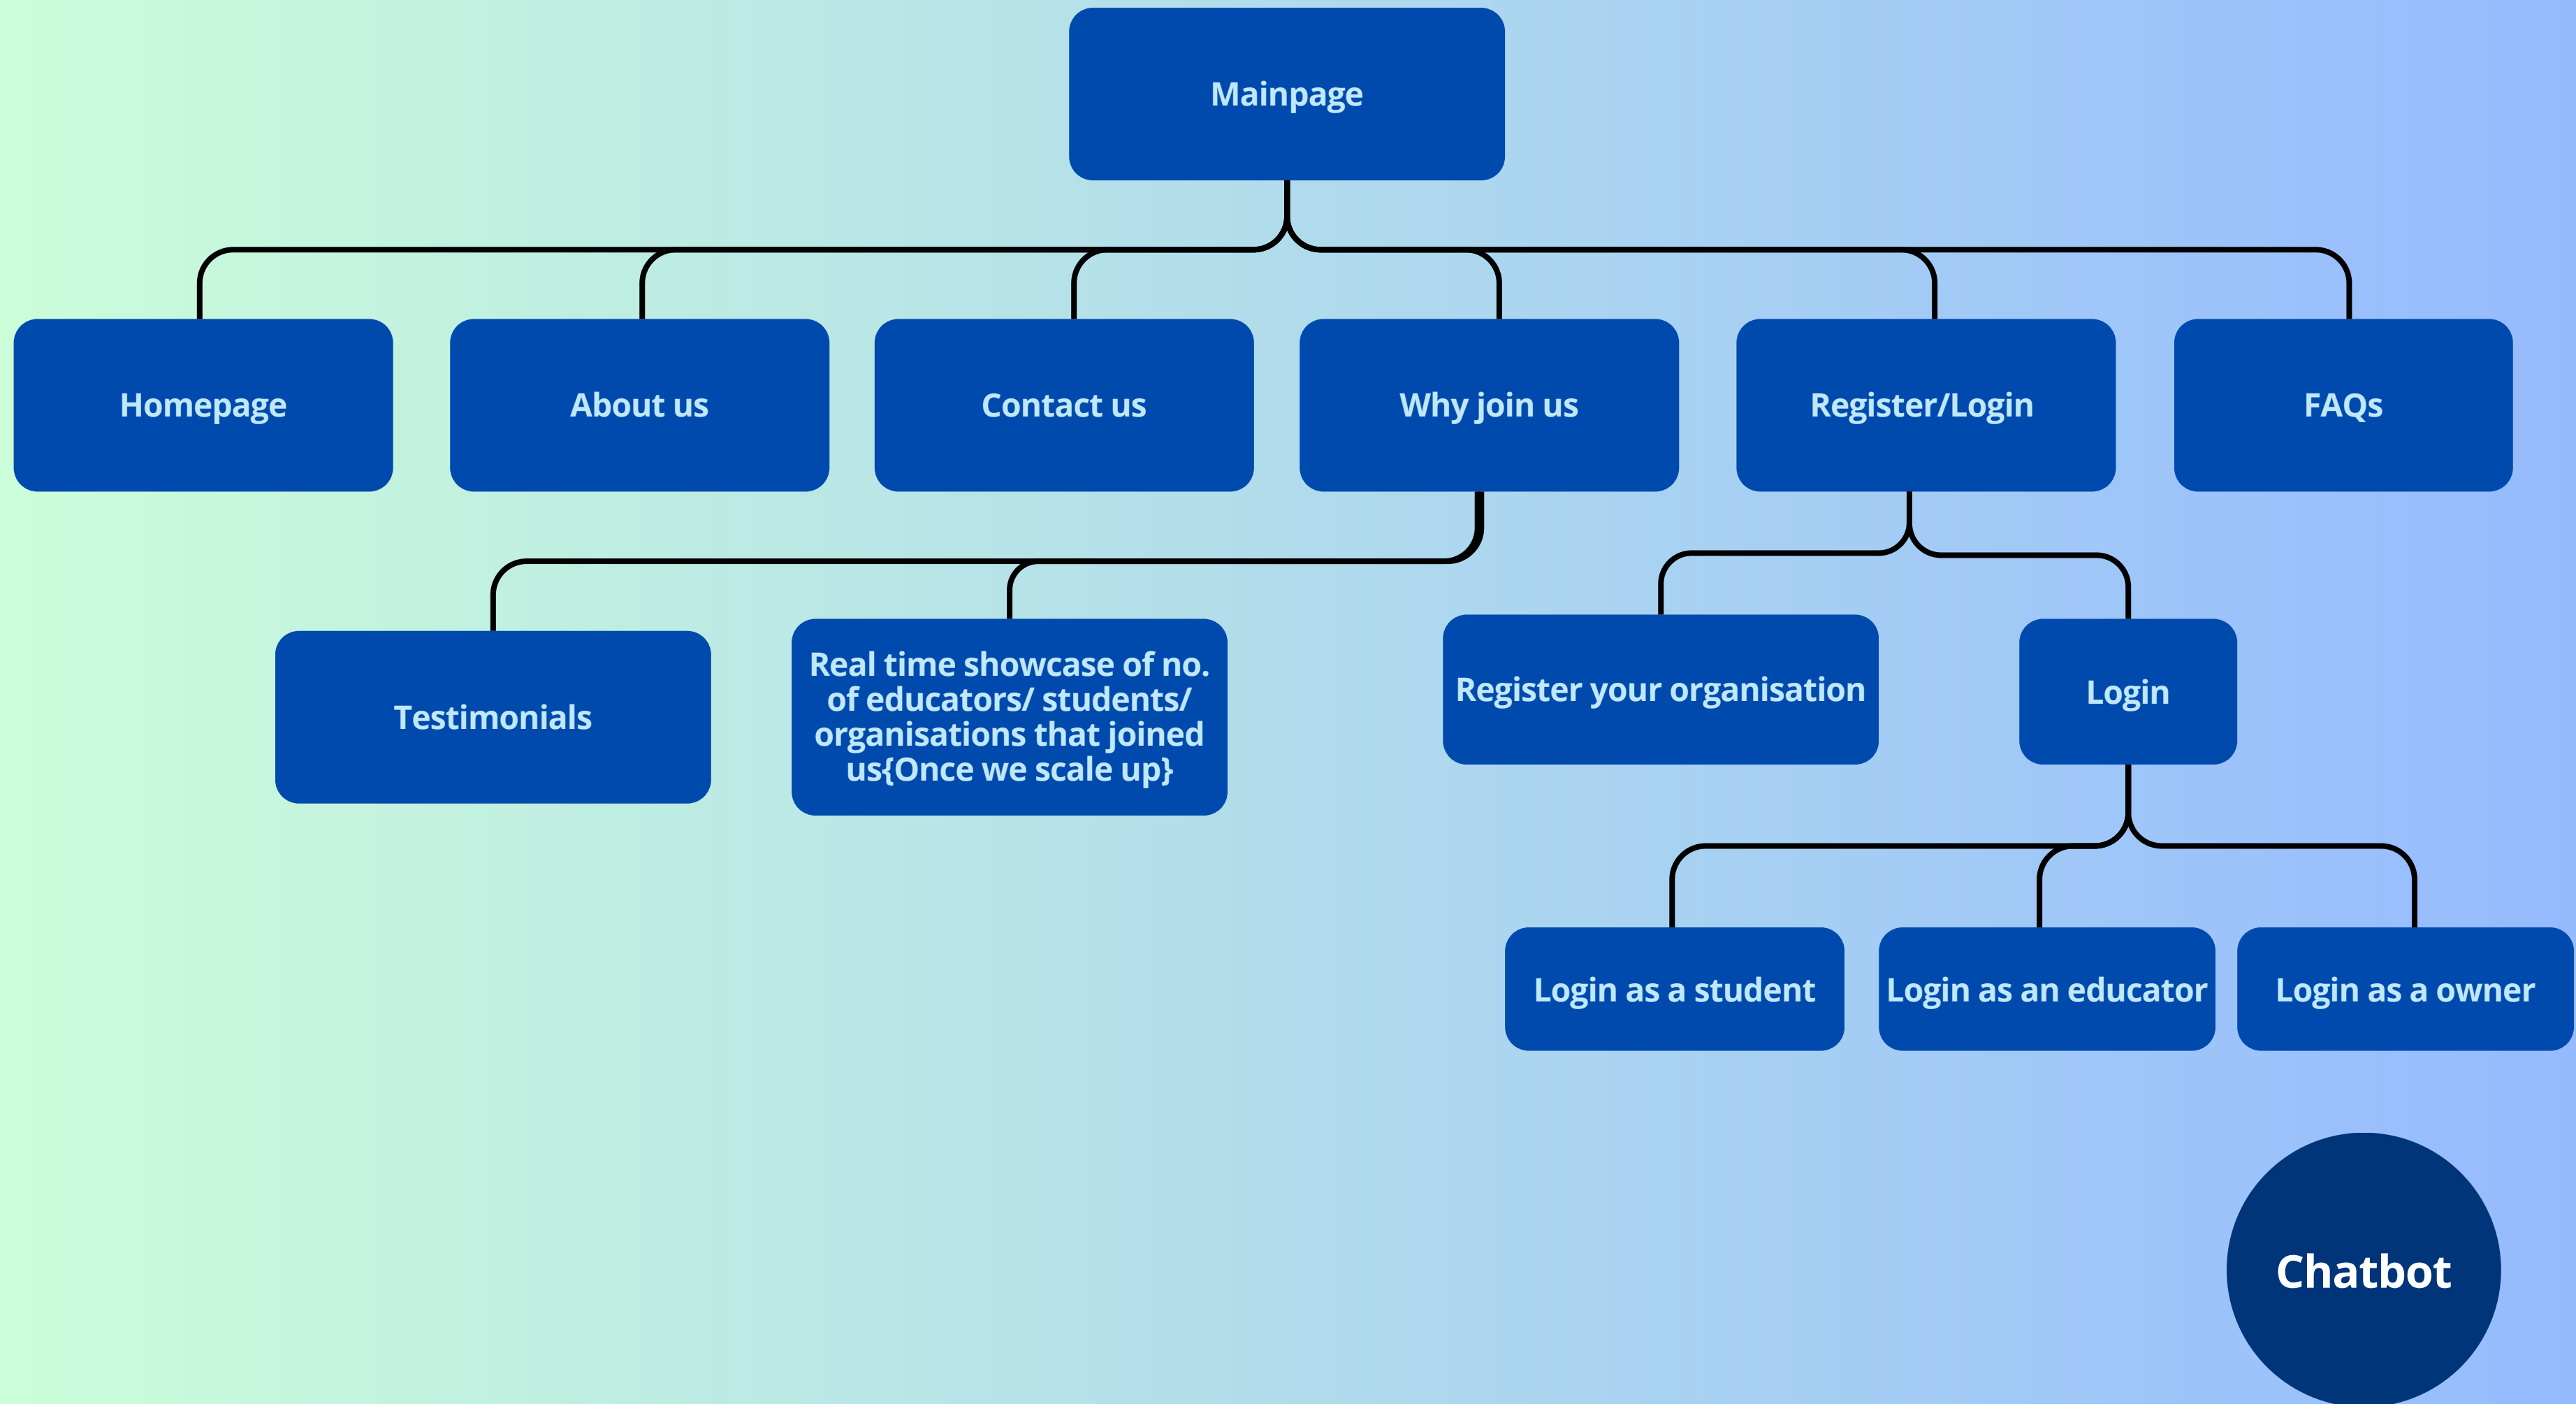 Mainpage
Homepage
About us
Contact us
Why join us
Register/Login
FAQs
Testimonials
Real time showcase of no.
of educators/ students/
organisations that joined
us{Once we scale up}
Register your organisation
Login
Login as a student
Login as an educator
Login as a owner
Chatbot